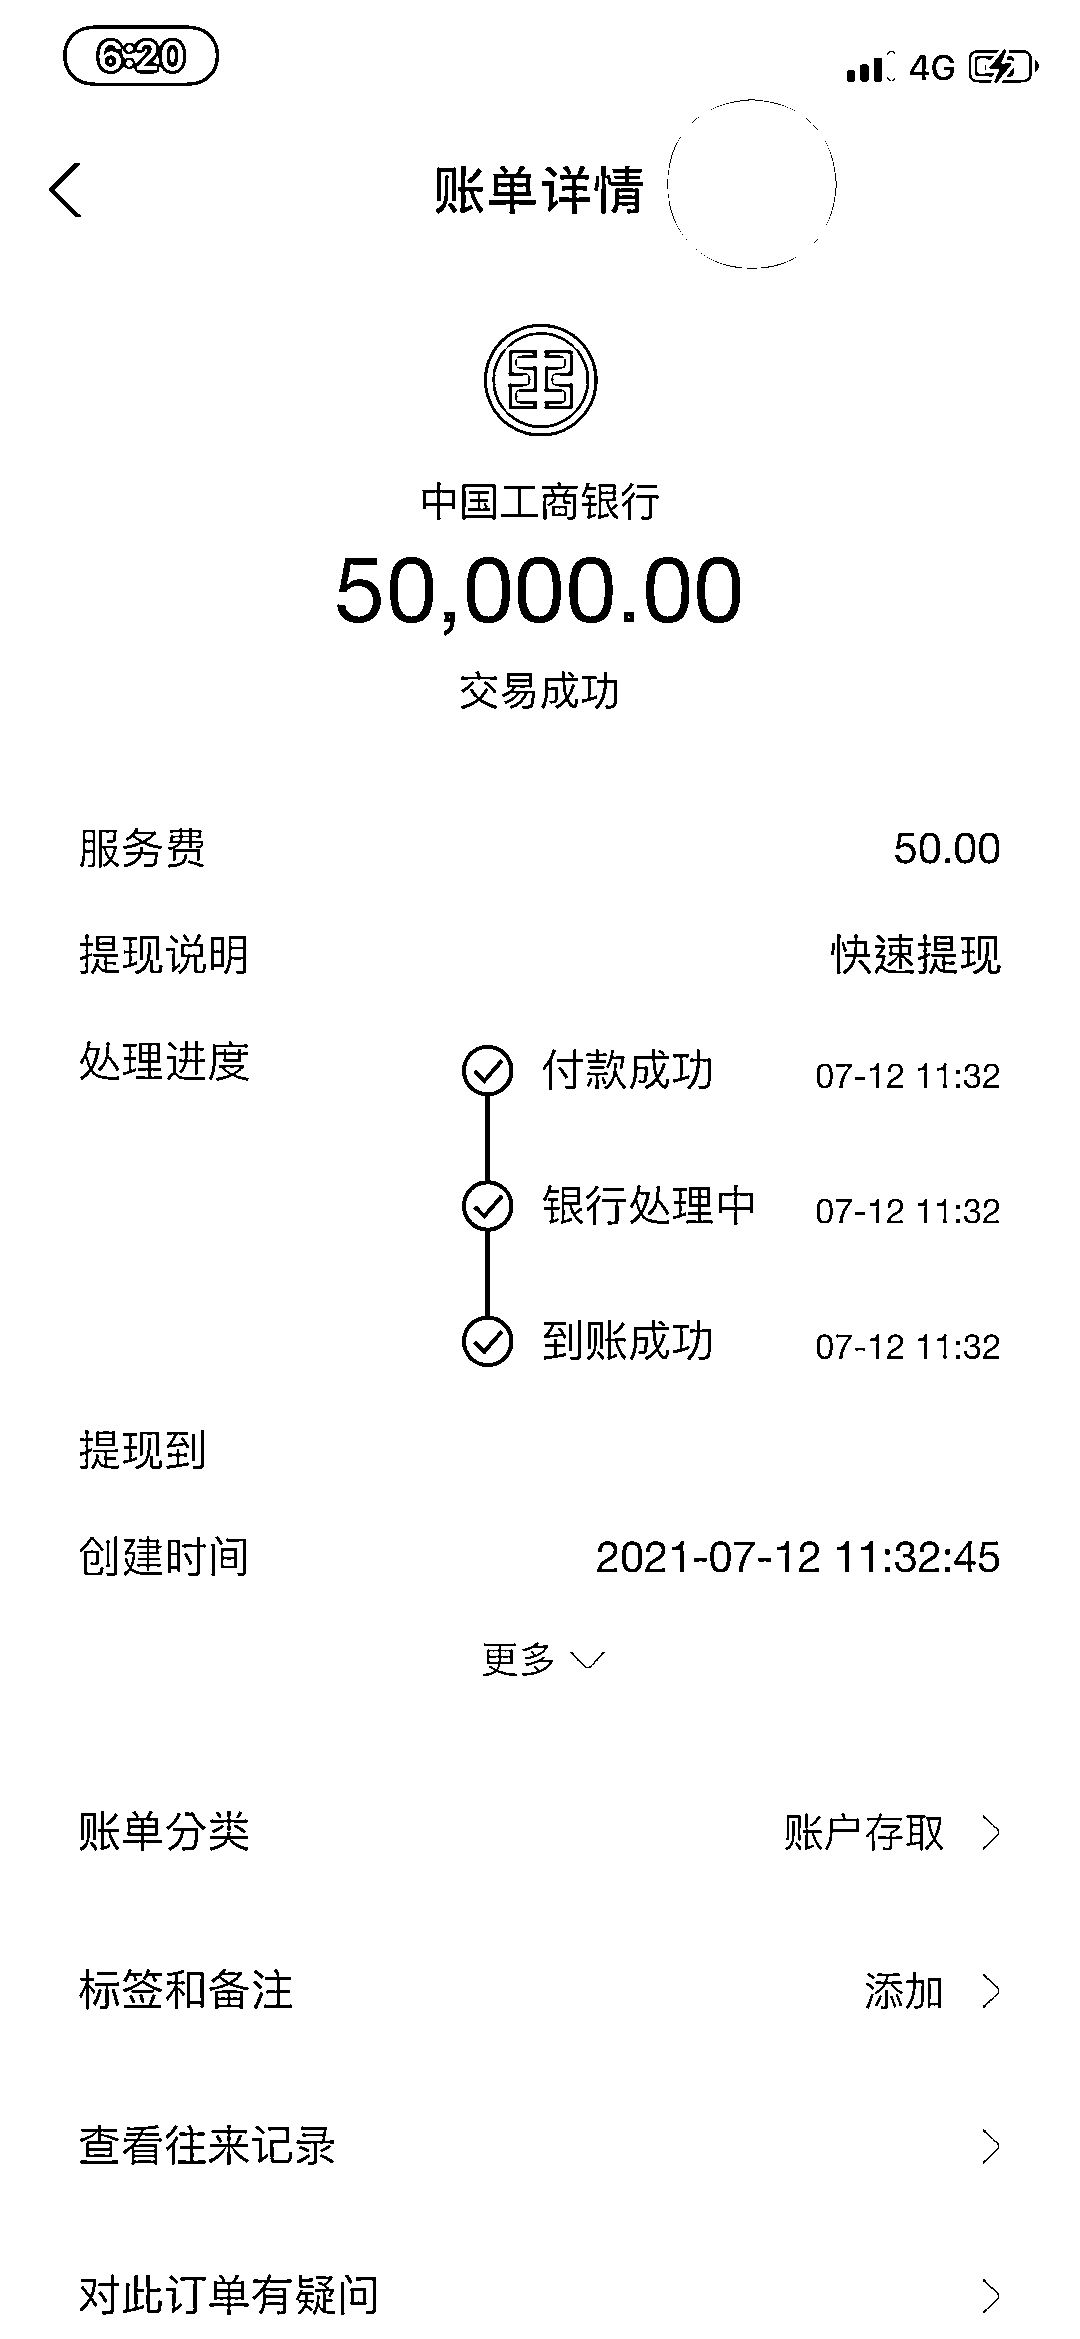 6:20
4G
账单详情
中国工商银行
50,000.00
交易成功
服务费 50.00
提现说明 快速提现
处理进度 付款成功 07-12 11:32
银行处理中 07-12 11:32
到账成功 07-12 11:32
提现到
创建时间 2021-07-12 11:32:45
更多
账单分类 账户存取
标签和备注 添加
查看往来记录
对此订单有疑问